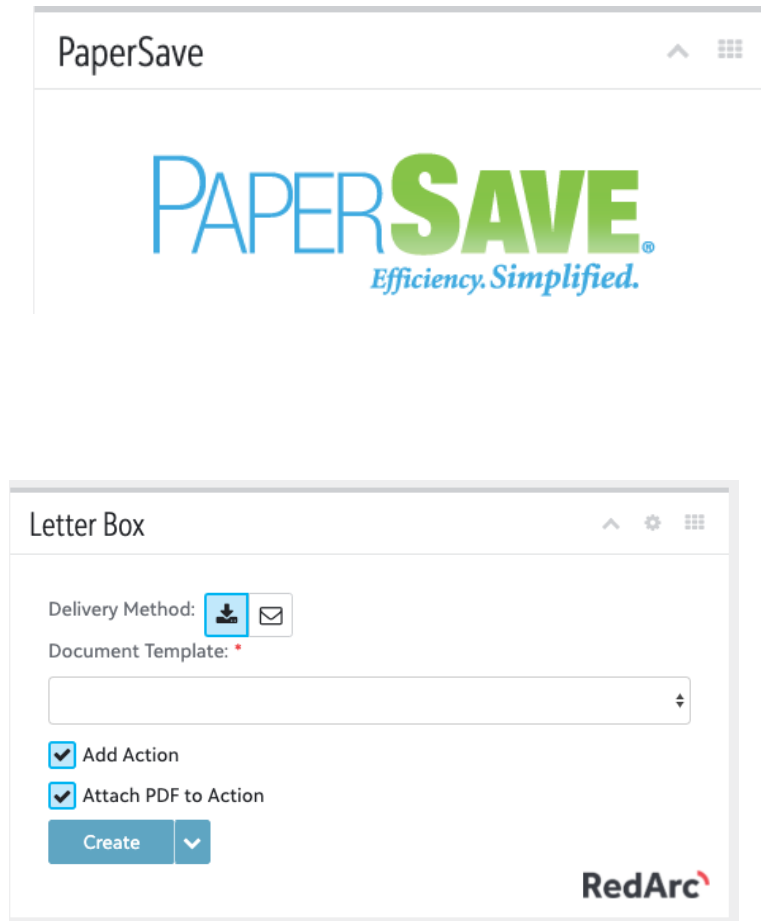 PaperSave
PAPERSAVE®
Efficiency. Simplified.
Letter Box
Delivery Method:
Document Template: *
Add Action
Attach PDF to Action
Create
RedArc